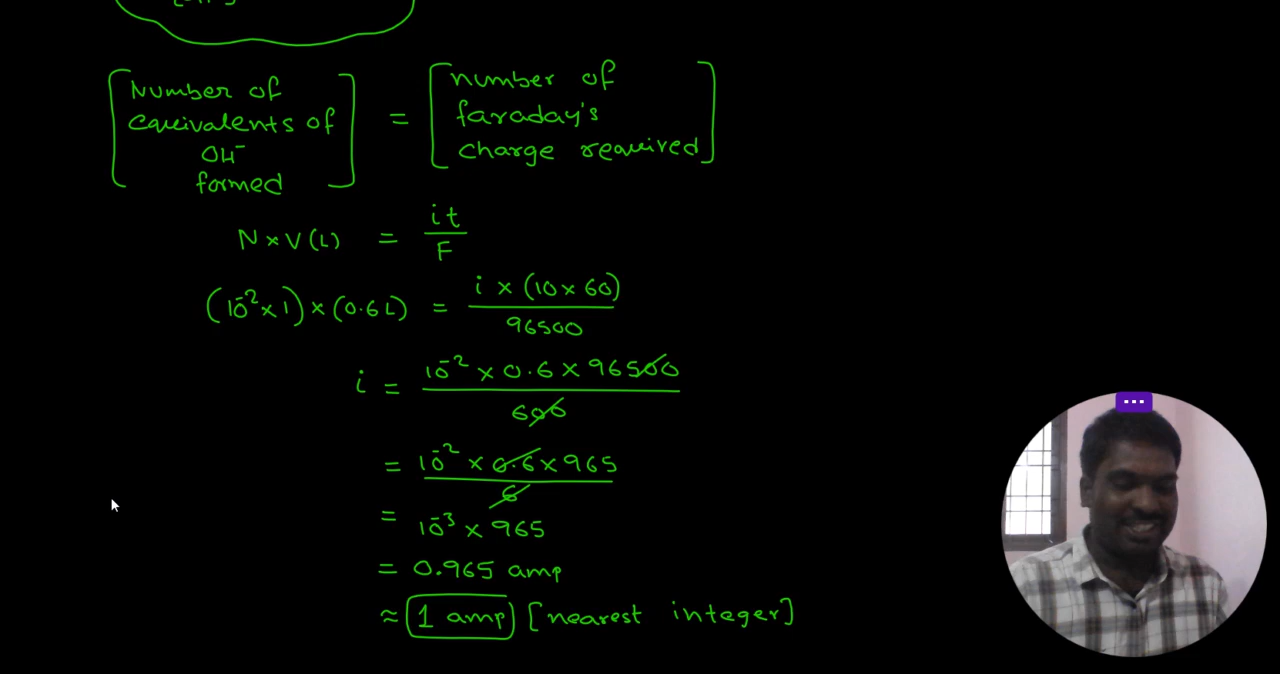 [Number of equivalents of OH⁻ formed] = [number of faraday's charge required]
N × V(L) = it/F
(10⁻² × 1) × (0.6L) = i × (10 × 60)/96500
i = 10⁻² × 0.6 × 96500/600
= 10⁻² × 0.6 × 965/6
= 10⁻³ × 965
= 0.965 amp
≈ 1 amp [nearest integer]